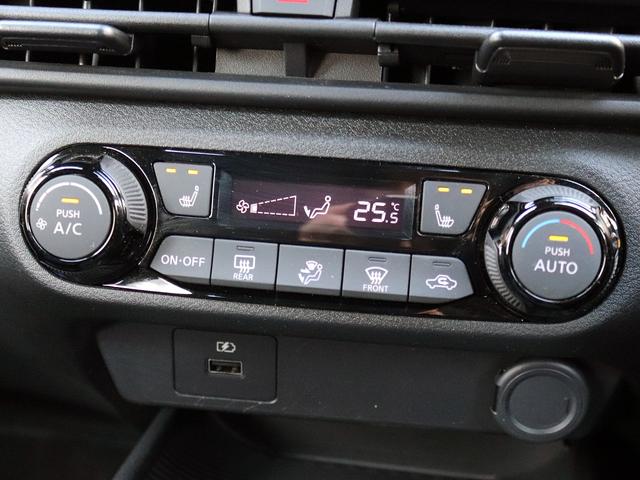 PUSH
A/C
25.5 °C
PUSH
AUTO
ON·OFF
REAR
FRONT